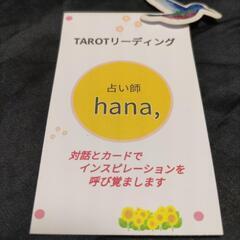 TAROTリーディング
占い師
hana,
対話とカードで
インスピレーションを
呼び覚まします